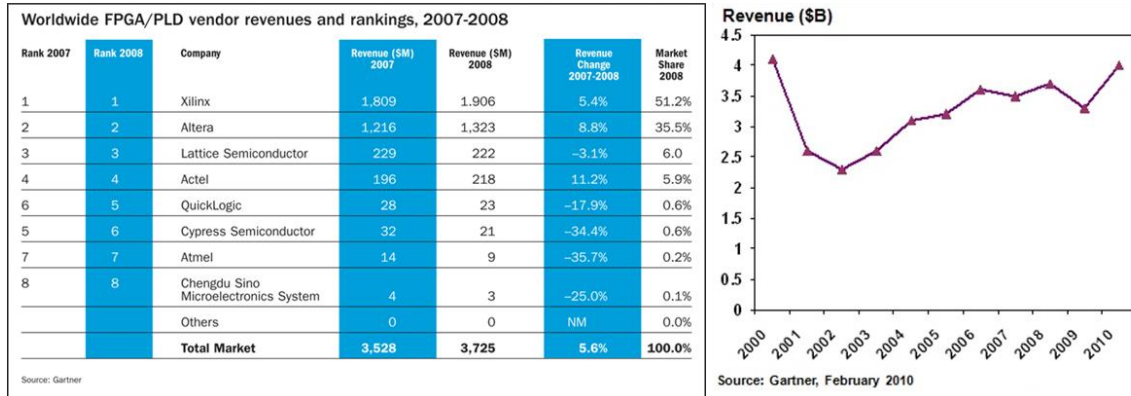 Worldwide FPGA/PLD vendor revenues and rankings, 2007-2008
Rank 2007 Rank 2008 Company Revenue ($M) 2007 Revenue ($M) 2008 Revenue Change 2007-2008 Market Share 2008
1 1 Xilinx 1,809 1.906 5.4% 51.2%
2 2 Altera 1,216 1,323 8.8% 35.5%
3 3 Lattice Semiconductor 229 222 –3.1% 6.0
4 4 Actel 196 218 11.2% 5.9%
6 5 QuickLogic 28 23 –17.9% 0.6%
5 6 Cypress Semiconductor 32 21 –34.4% 0.6%
7 7 Atmel 14 9 –35.7% 0.2%
8 8 Chengdu Sino
Microelectronics System 4 3 –25.0% 0.1%
Others 0 0 NM 0.0%
Total Market 3,528 3,725 5.6% 100.0%
Source: Gartner
Revenue ($B)
4.5
4
3.5
3
2.5
2
1.5
1
0.5
0
2000 2001 2002 2003 2004 2005 2006 2007 2008 2009 2010
Source: Gartner, February 2010